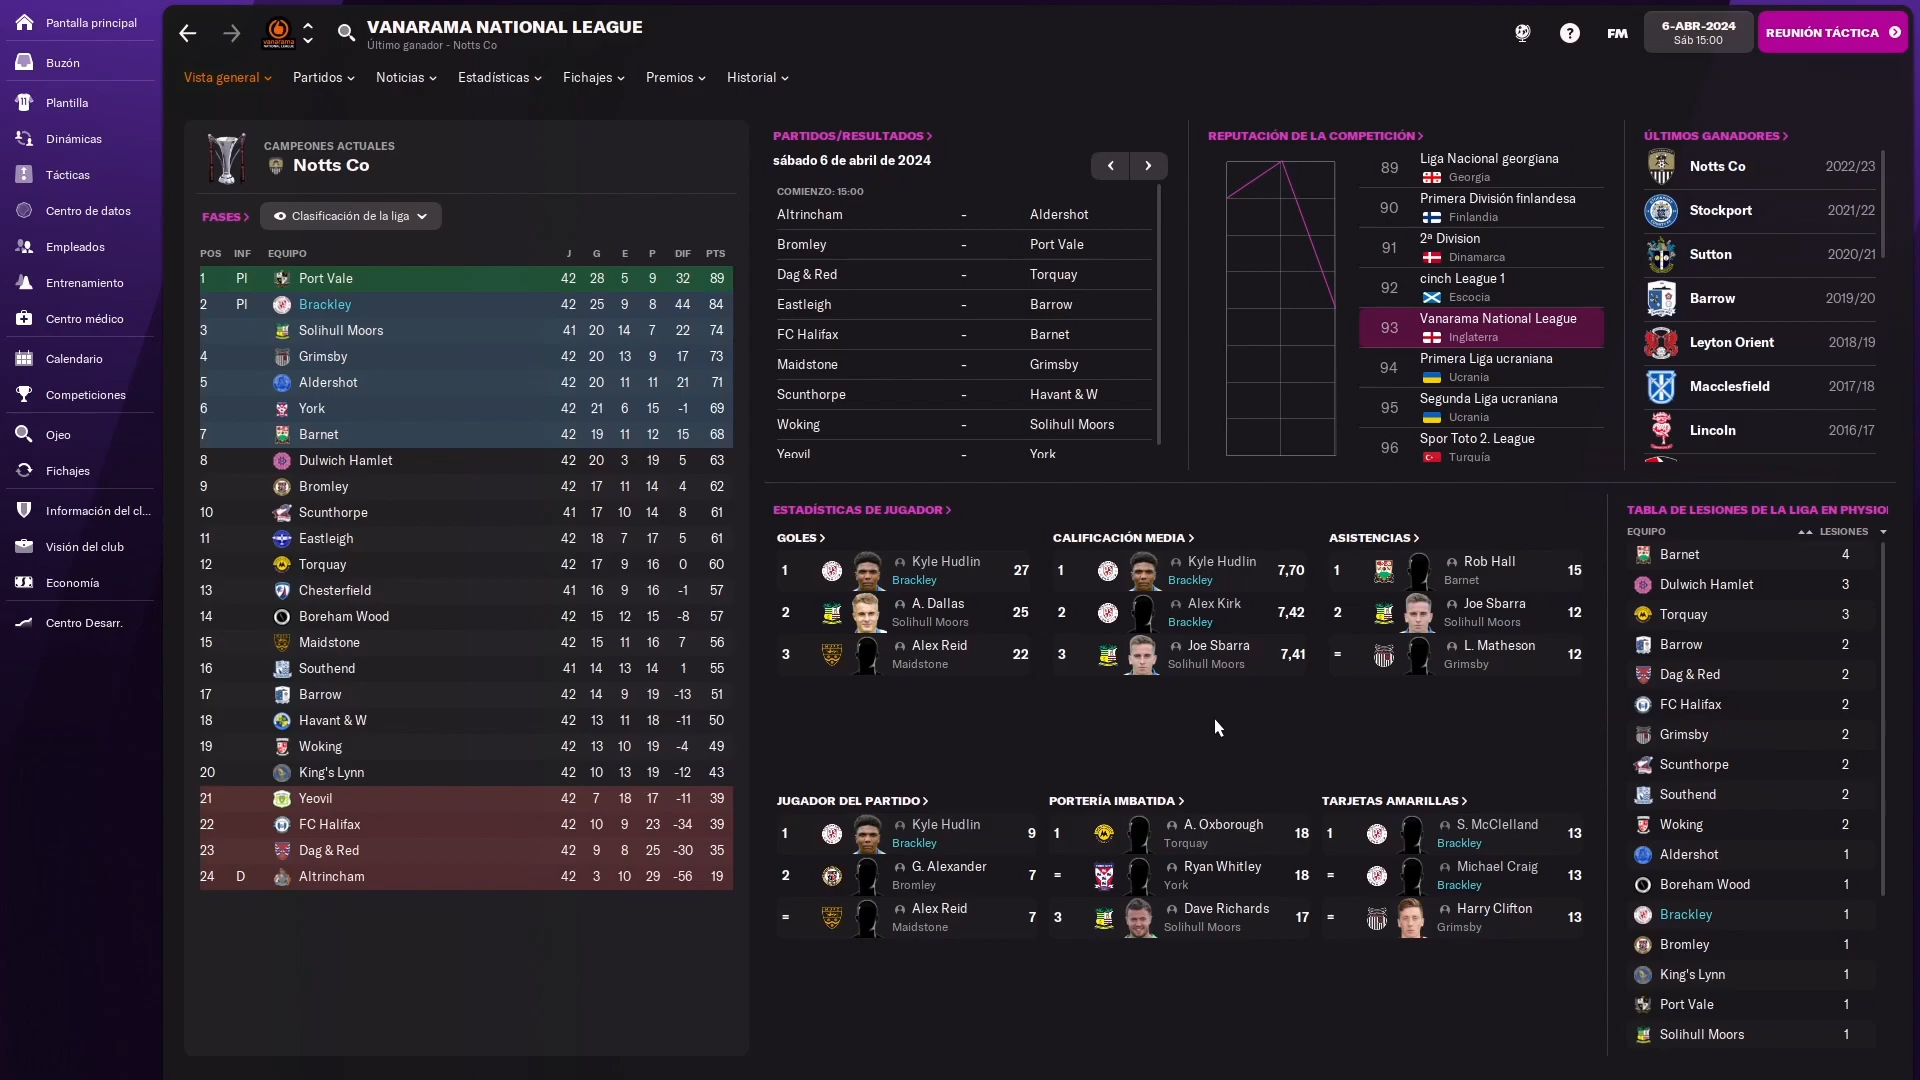 Pantalla principal
Buzón
Plantilla
Dinámicas
Tácticas
Centro de datos
Empleados
Entrenamiento
Centro médico
Calendario
Competiciones
Ojeo
Fichajes
Información del cl...
Visión del club
Economía
Centro Desarr.
VANARAMA NATIONAL LEAGUE
Último ganador - Notts Co
FM
6-ABR-2024
Sáb 15:00
REUNIÓN TÁCTICA
Vista general
Partidos
Noticias
Estadísticas
Fichajes
Premios
Historial
CAMPEONES ACTUALES
Notts Co
FASES
Clasificación de la liga
POS INF EQUIPO J G E P DIF PTS
1 PI Port Vale 42 28 5 9 32 89
2 PI Brackley 42 25 9 8 44 84
3 Solihull Moors 41 20 14 7 22 74
4 Grimsby 42 20 13 9 17 73
5 Aldershot 42 20 11 11 21 71
6 York 42 21 6 15 -1 69
7 Barnet 42 19 11 12 15 68
8 Dulwich Hamlet 42 20 3 19 5 63
9 Bromley 42 17 11 14 4 62
10 Scunthorpe 41 17 10 14 8 61
11 Eastleigh 42 18 7 17 5 61
12 Torquay 42 17 9 16 0 60
13 Chesterfield 41 16 9 16 -1 57
14 Boreham Wood 42 15 12 15 -8 57
15 Maidstone 42 15 11 16 7 56
16 Southend 41 14 13 14 1 55
17 Barrow 42 14 9 19 -13 51
18 Havant & W 42 13 11 18 -11 50
19 Woking 42 13 10 19 -4 49
20 King's Lynn 42 10 13 19 -12 43
21 Yeovil 42 7 18 17 -11 39
22 FC Halifax 42 10 9 23 -34 39
23 Dag & Red 42 9 8 25 -30 35
24 D Altrincham 42 3 10 29 -56 19
PARTIDOS/RESULTADOS
sábado 6 de abril de 2024
COMIENZO: 15:00
Altrincham - Aldershot
Bromley - Port Vale
Dag & Red - Torquay
Eastleigh - Barrow
FC Halifax - Barnet
Maidstone - Grimsby
Scunthorpe - Havant & W
Woking - Solihull Moors
Yeovil - York
REPUTACIÓN DE LA COMPETICIÓN
89 Liga Nacional georgiana
Georgia
90 Primera División finlandesa
Finlandia
91 2ª Division
Dinamarca
92 cinch League 1
Escocia
93 Vanarama National League
Inglaterra
94 Primera Liga ucraniana
Ucrania
95 Segunda Liga ucraniana
Ucrania
96 Spor Toto 2. League
Turquía
ÚLTIMOS GANADORES
Notts Co 2022/23
Stockport 2021/22
Sutton 2020/21
Barrow 2019/20
Leyton Orient 2018/19
Macclesfield 2017/18
Lincoln 2016/17
ESTADÍSTICAS DE JUGADOR
GOLES
1 Kyle Hudlin 27
Brackley
2 A. Dallas 25
Solihull Moors
3 Alex Reid 22
Maidstone
CALIFICACIÓN MEDIA
1 Kyle Hudlin 7,70
Brackley
2 Alex Kirk 7,42
Brackley
3 Joe Sbarra 7,41
Solihull Moors
ASISTENCIAS
1 Rob Hall 15
Barnet
2 Joe Sbarra 12
Solihull Moors
= L. Matheson 12
Grimsby
JUGADOR DEL PARTIDO
1 Kyle Hudlin 9
Brackley
2 G. Alexander 7
Bromley
= Alex Reid 7
Maidstone
PORTERÍA IMBATIDA
1 A. Oxborough 18
Torquay
= Ryan Whitley 18
York
3 Dave Richards 17
Solihull Moors
TARJETAS AMARILLAS
1 S. McClelland 13
Brackley
= Michael Craig 13
Brackley
= Harry Clifton 13
Grimsby
TABLA DE LESIONES DE LA LIGA EN PHYSIO
EQUIPO LESIONES
Barnet 4
Dulwich Hamlet 3
Torquay 3
Barrow 2
Dag & Red 2
FC Halifax 2
Grimsby 2
Scunthorpe 2
Southend 2
Woking 2
Aldershot 1
Boreham Wood 1
Brackley 1
Bromley 1
King's Lynn 1
Port Vale 1
Solihull Moors 1